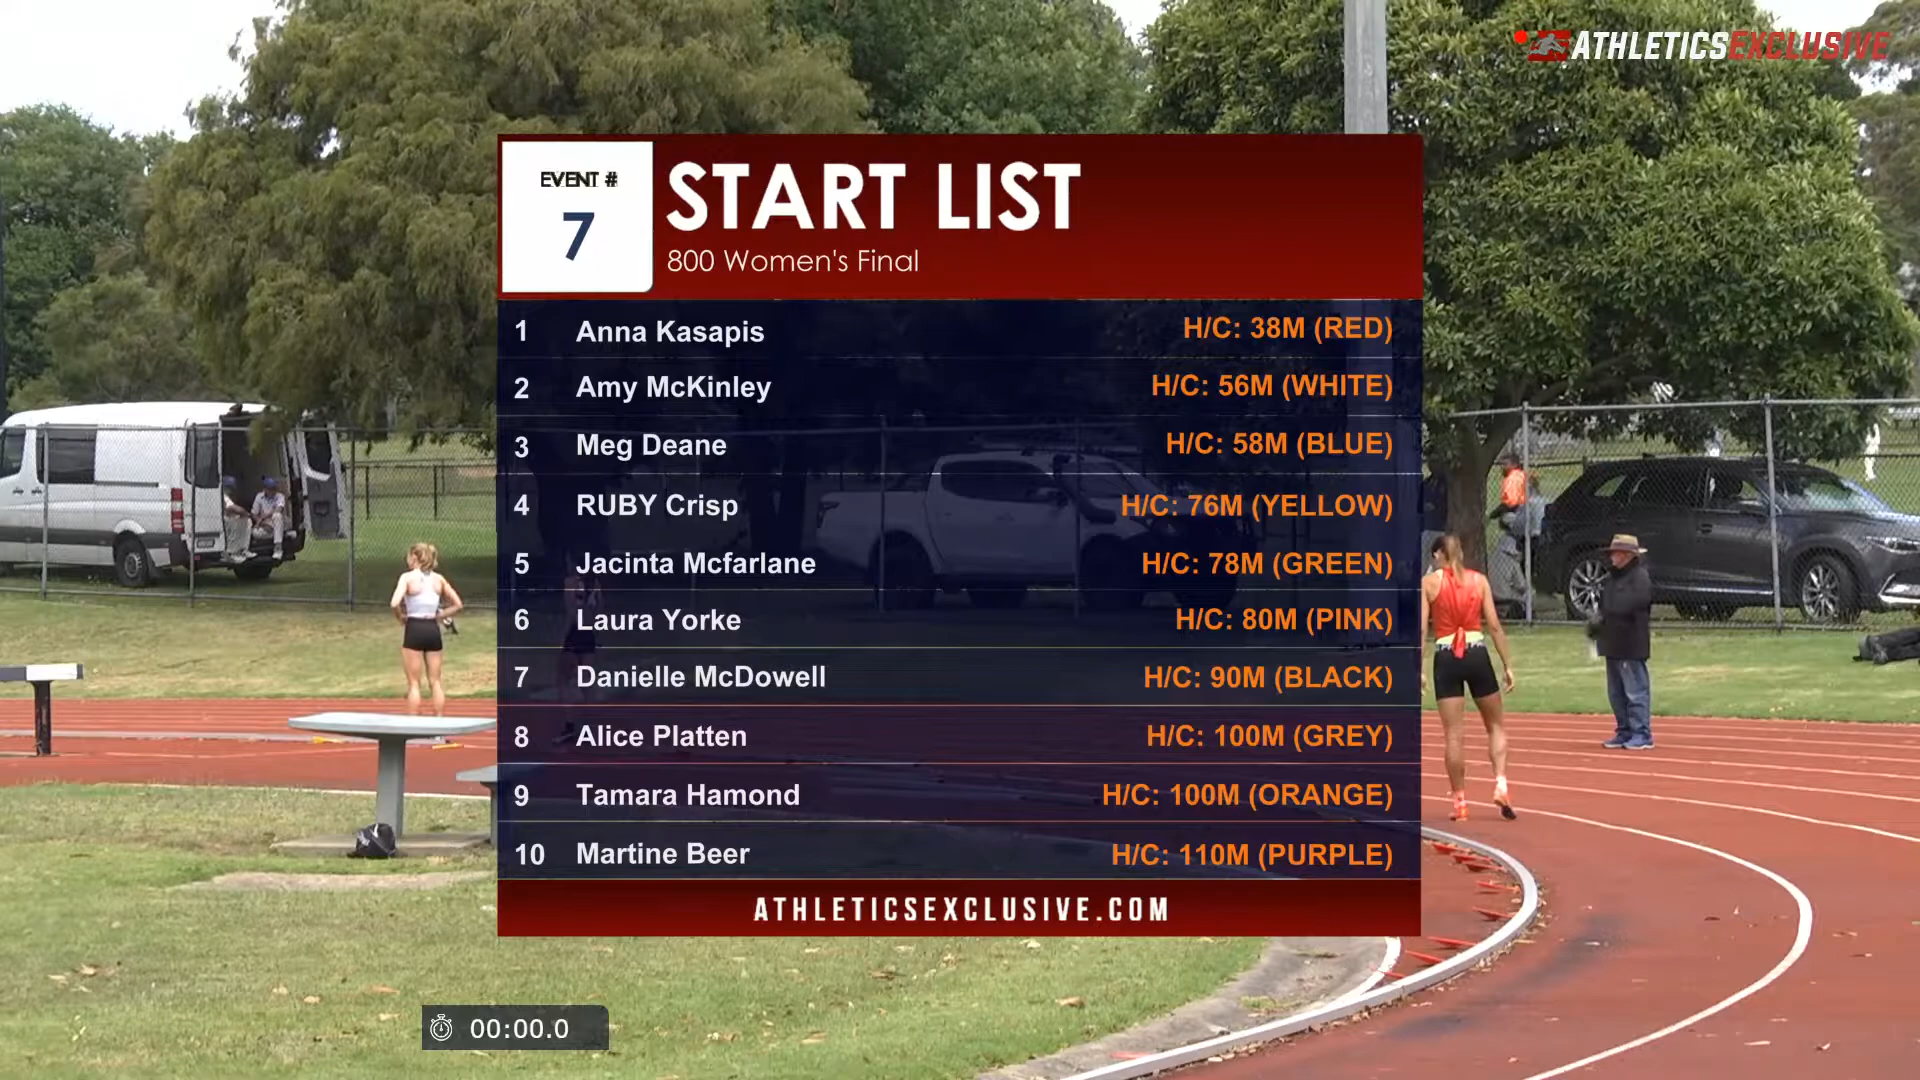 ATHLETICSEXCLUSIVE
EVENT #
7
START LIST
800 Women's Final
1 Anna Kasapis H/C: 38M (RED)
2 Amy McKinley H/C: 56M (WHITE)
3 Meg Deane H/C: 58M (BLUE)
4 RUBY Crisp H/C: 76M (YELLOW)
5 Jacinta Mcfarlane H/C: 78M (GREEN)
6 Laura Yorke H/C: 80M (PINK)
7 Danielle McDowell H/C: 90M (BLACK)
8 Alice Platten H/C: 100M (GREY)
9 Tamara Hamond H/C: 100M (ORANGE)
10 Martine Beer H/C: 110M (PURPLE)
ATHLETICSEXCLUSIVE.COM
00:00.0